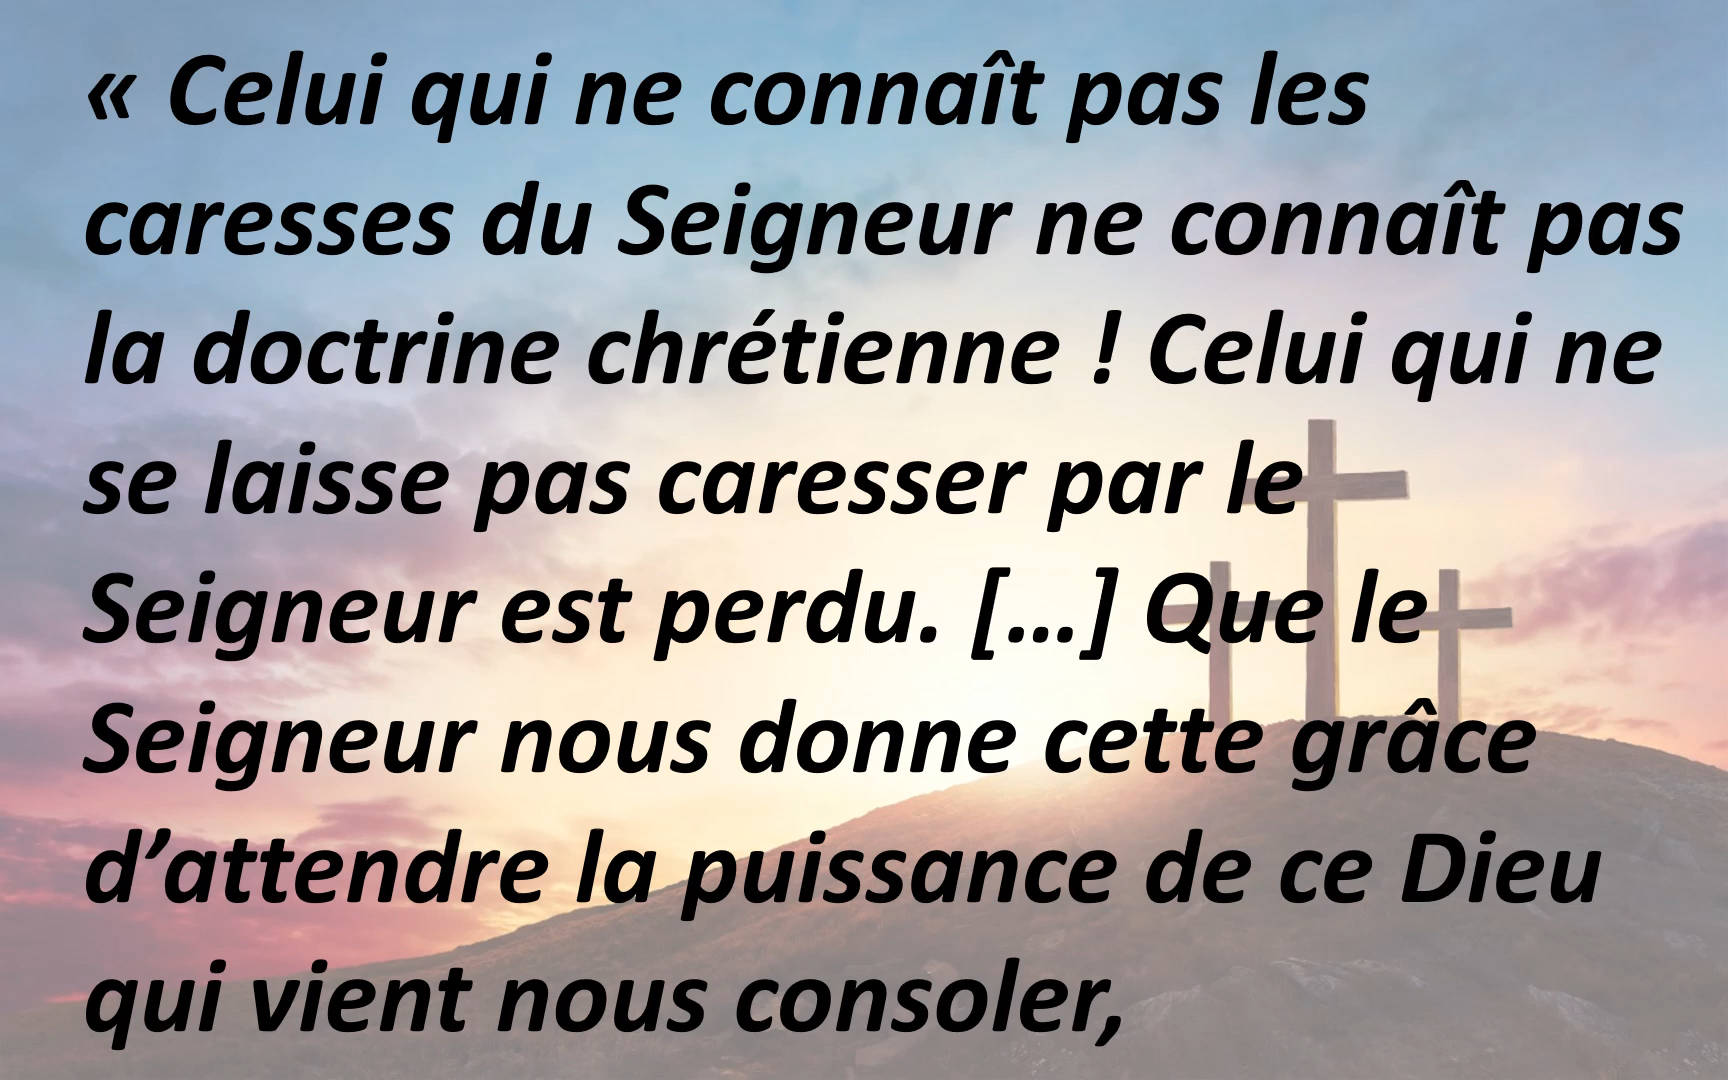 « Celui qui ne connaît pas les
caresses du Seigneur ne connaît pas
la doctrine chrétienne ! Celui qui ne
se laisse pas caresser par le
Seigneur est perdu. […] Que le
Seigneur nous donne cette grâce
d’attendre la puissance de ce Dieu
qui vient nous consoler,